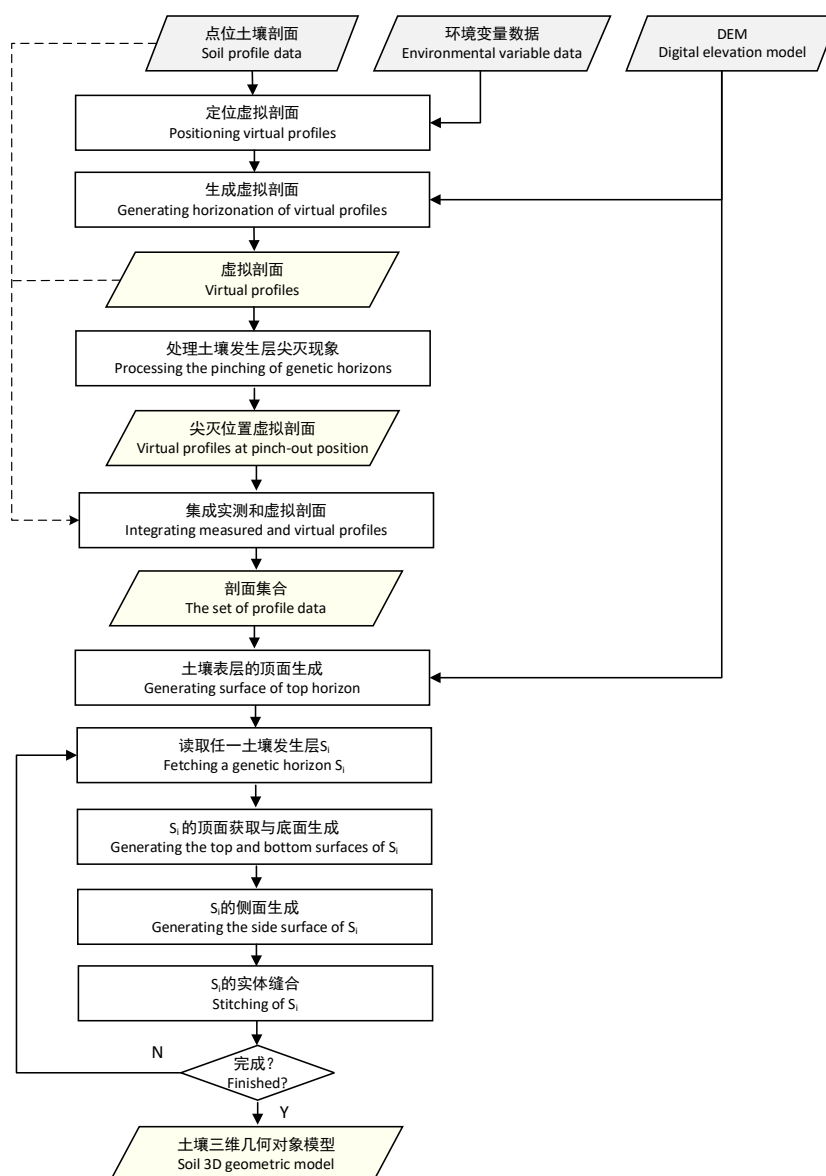 点位土壤剖面
Soil profile data
环境变量数据
Environmental variable data
DEM
Digital elevation model
定位虚拟剖面
Positioning virtual profiles
生成虚拟剖面
Generating horizonation of virtual profiles
虚拟剖面
Virtual profiles
处理土壤发生层尖灭现象
Processing the pinching of genetic horizons
尖灭位置虚拟剖面
Virtual profiles at pinch-out position
集成实测和虚拟剖面
Integrating measured and virtual profiles
剖面集合
The set of profile data
土壤表层的顶面生成
Generating surface of top horizon
读取任一土壤发生层Sᵢ
Fetching a genetic horizon Sᵢ
Sᵢ的顶面获取与底面生成
Generating the top and bottom surfaces of Sᵢ
Sᵢ的侧面生成
Generating the side surface of Sᵢ
Sᵢ的实体缝合
Stitching of Sᵢ
N
完成?
Finished?
Y
土壤三维几何对象模型
Soil 3D geometric model